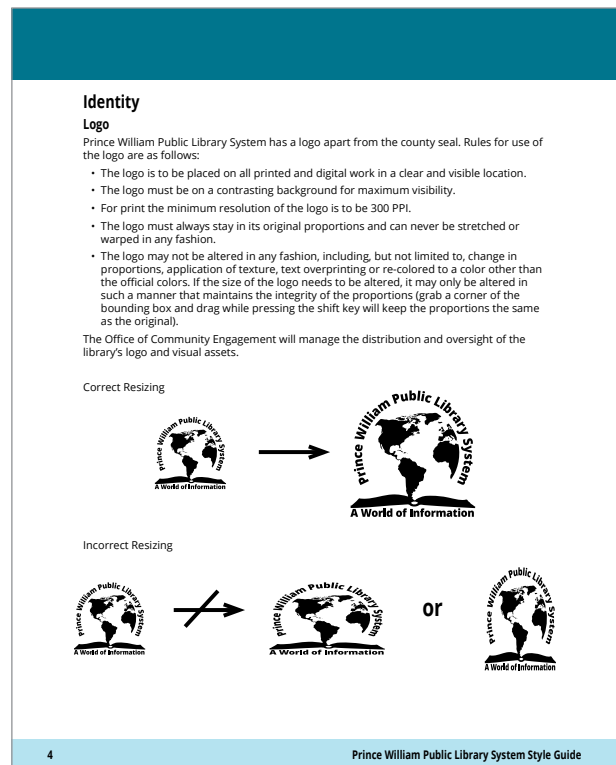 Identity
Logo
Prince William Public Library System has a logo apart from the county seal. Rules for use of
the logo are as follows:
• The logo is to be placed on all printed and digital work in a clear and visible location.
• The logo must be on a contrasting background for maximum visibility.
• For print the minimum resolution of the logo is to be 300 PPI.
• The logo must always stay in its original proportions and can never be stretched or
warped in any fashion.
• The logo may not be altered in any fashion, including, but not limited to, change in
proportions, application of texture, text overprinting or re-colored to a color other than
the official colors. If the size of the logo needs to be altered, it may only be altered in
such a manner that maintains the integrity of the proportions (grab a corner of the
bounding box and drag while pressing the shift key will keep the proportions the same
as the original).
The Office of Community Engagement will manage the distribution and oversight of the
library's logo and visual assets.
Correct Resizing
Prince William Public Library System
A World of Information
Prince William Public Library System
A World of Information
Incorrect Resizing
Prince William Public Library System
A World of Information
Prince William Public Library System
A World of Information
or
Prince William Public Library System
A World of Information
4
Prince William Public Library System Style Guide